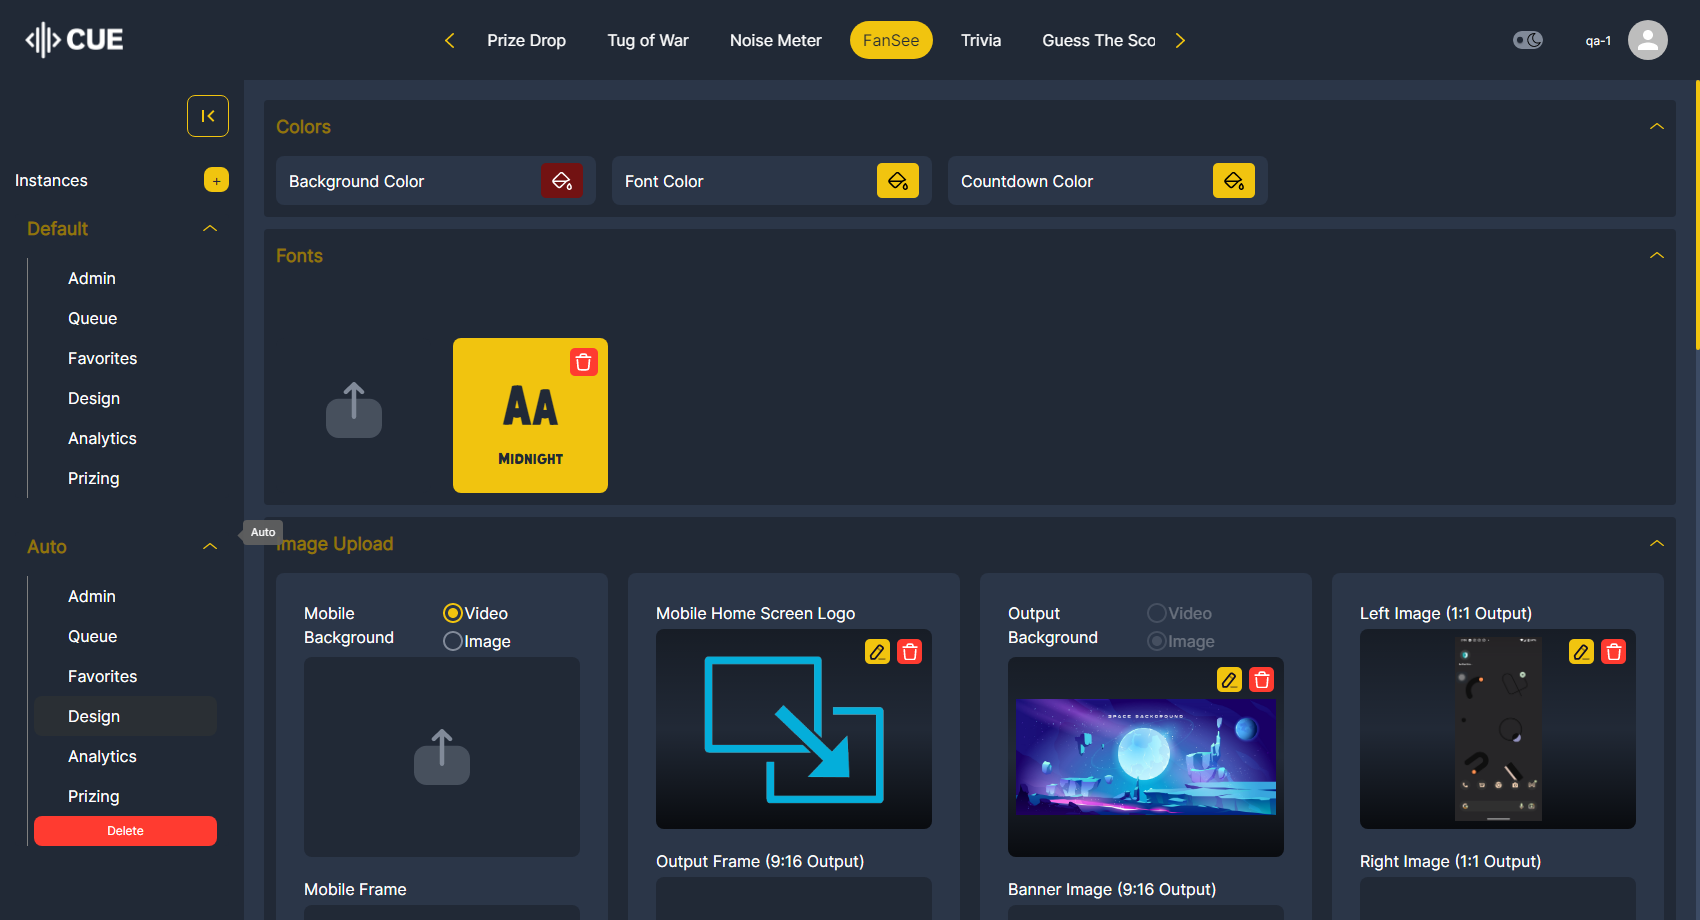 CUE
Prize Drop
Tug of War
Noise Meter
FanSee
Trivia
Guess The Sco
qa-1
Instances
+
Default
Admin
Queue
Favorites
Design
Analytics
Prizing
Auto
Auto
Admin
Queue
Favorites
Design
Analytics
Prizing
Delete
Colors
Background Color
Font Color
Countdown Color
Fonts
AA
MIDNIGHT
Image Upload
Mobile
Background
Video
Image
Mobile Frame
Mobile Home Screen Logo
Output Frame (9:16 Output)
Output
Background
Video
Image
SPACE BACKGROUND
Banner Image (9:16 Output)
Left Image (1:1 Output)
Right Image (1:1 Output)